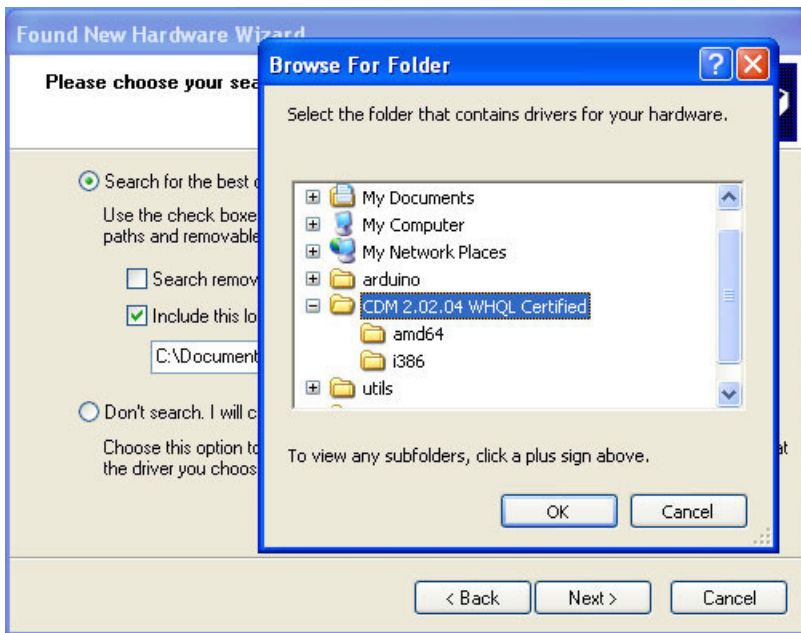 Found New Hardware Wizard
Please choose your sea
Search for the best
Use the check boxe
paths and removable
Search remov
Include this lo
C:\Document
Don't search. I will c
Choose this option to
at
the driver you choos
< Back
Next >
Cancel
Browse For Folder
Select the folder that contains drivers for your hardware.
My Documents
My Computer
My Network Places
arduino
CDM 2.02.04 WHQL Certified
amd64
i386
utils
To view any subfolders, click a plus sign above.
OK
Cancel